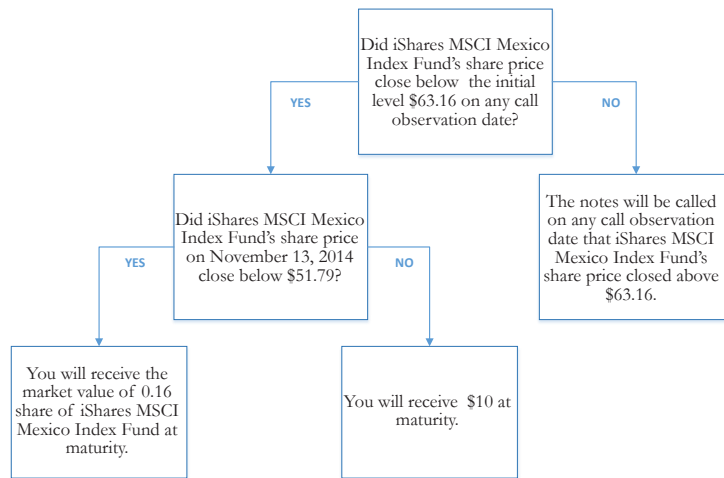 Did iShares MSCI Mexico
Index Fund's share price
close below the initial
level $63.16 on any call
observation date?
YES
NO
Did iShares MSCI Mexico
Index Fund's share price
on November 13, 2014
close below $51.79?
The notes will be called
on any call observation
date that iShares MSCI
Mexico Index Fund's
share price closed above
$63.16.
YES
NO
You will receive the
market value of 0.16
share of iShares MSCI
Mexico Index Fund at
maturity.
You will receive $10 at
maturity.